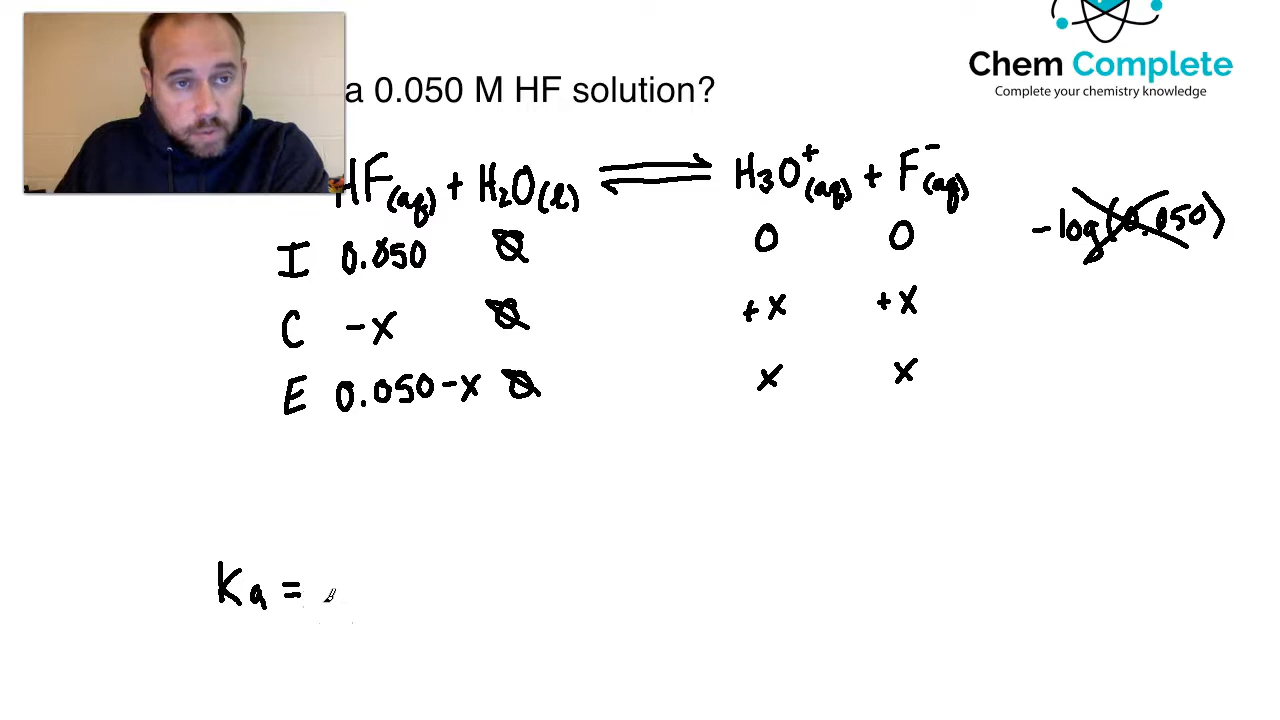 Chem Complete
Complete your chemistry knowledge
a 0.050 M HF solution?
HF(aq) + H₂O(l) ⇌ H₃O⁺(aq) + F⁻(aq)
-log(0.050)
I 0.050 0 0
C -x +x +x
E 0.050-x x x
Ka =